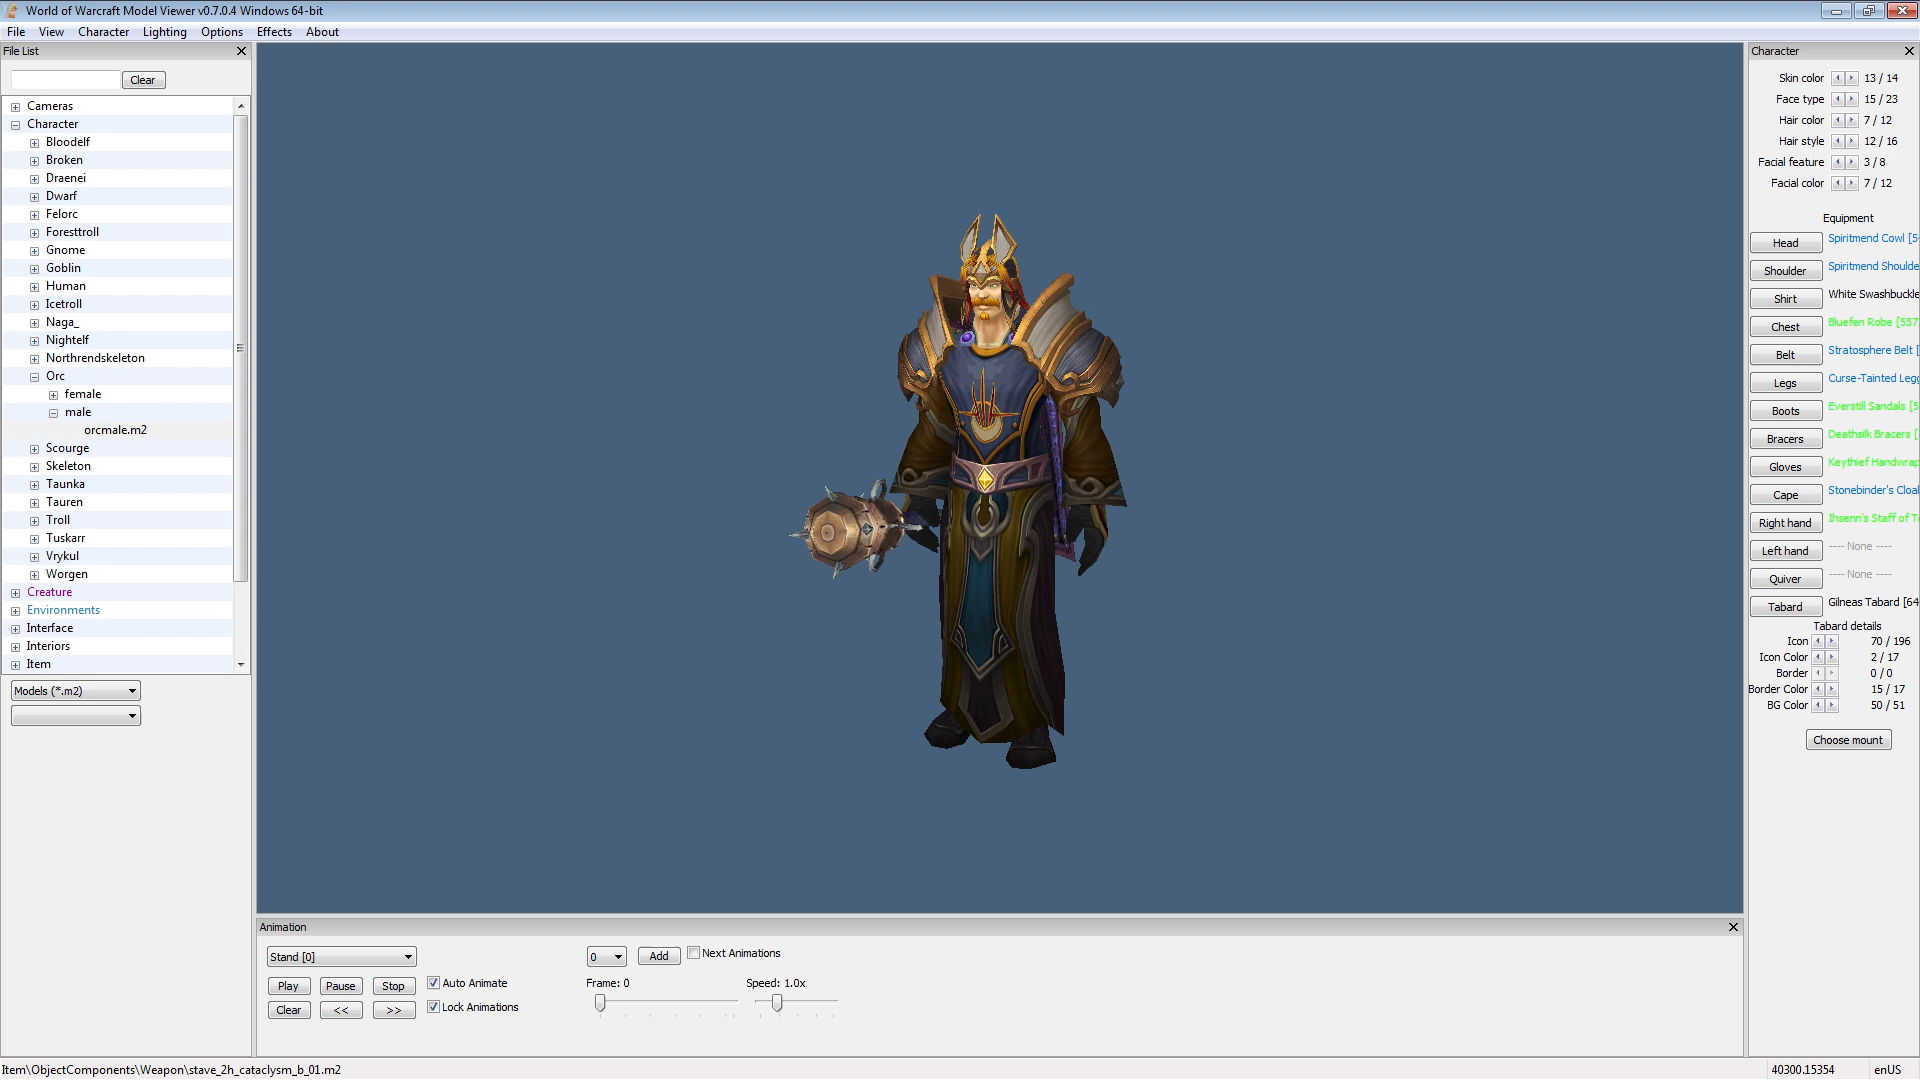 World of Warcraft Model Viewer v0.7.0.4 Windows 64-bit
File View Character Lighting Options Effects About
File List
Clear
Cameras
Character
Bloodelf
Broken
Draenei
Dwarf
Felorc
Foresttroll
Gnome
Goblin
Human
Icetroll
Naga_
Nightelf
Northrendskeleton
Orc
female
male
orcmale.m2
Scourge
Skeleton
Taunka
Tauren
Troll
Tuskarr
Vrykul
Worgen
Creature
Environments
Interface
Interiors
Item
Models (*.m2)
Character
Skin color 13 / 14
Face type 15 / 23
Hair color 7 / 12
Hair style 12 / 16
Facial feature 3 / 8
Facial color 7 / 12
Equipment
Head Spiritmend Cowl [5
Shoulder Spiritmend Shoulde
Shirt White Swashbuckle
Chest Bluefen Robe [557
Belt Stratosphere Belt [
Legs Curse-Tainted Legg
Boots Everstill Sandals [5
Bracers Deathsilk Bracers [
Gloves Keythief Handwrap
Cape Stonebinder's Cloa
Right hand Ihsenn's Staff of T
Left hand ---- None ----
Quiver ---- None ----
Tabard Gilneas Tabard [64
Tabard details
Icon 70 / 196
Icon Color 2 / 17
Border 0 / 0
Border Color 15 / 17
BG Color 50 / 51
Choose mount
Animation
Stand [0] 0 Add Next Animations
Play Pause Stop Auto Animate Frame: 0 Speed: 1.0x
Clear << >> Lock Animations
Item\ObjectComponents\Weapon\stave_2h_cataclysm_b_01.m2 40300.15354 enUS